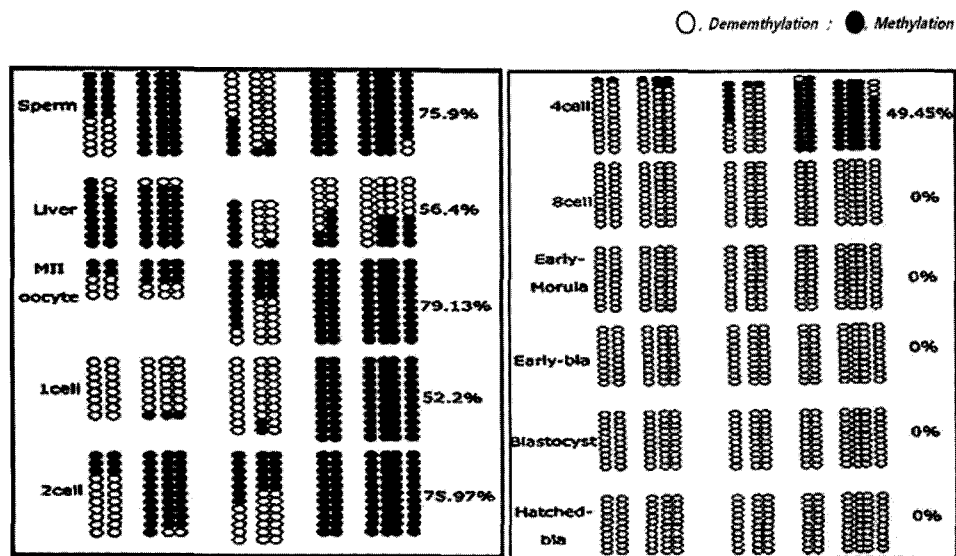 , Dememthylation ; , Methylation
Sperm 75.9%
Liver 56.4%
MII oocyte 79.13%
1cell 52.2%
2cell 75.97%
4cell 49.45%
8cell 0%
Early-Morula 0%
Early-bla 0%
Blastocyst 0%
Hatched-bla 0%